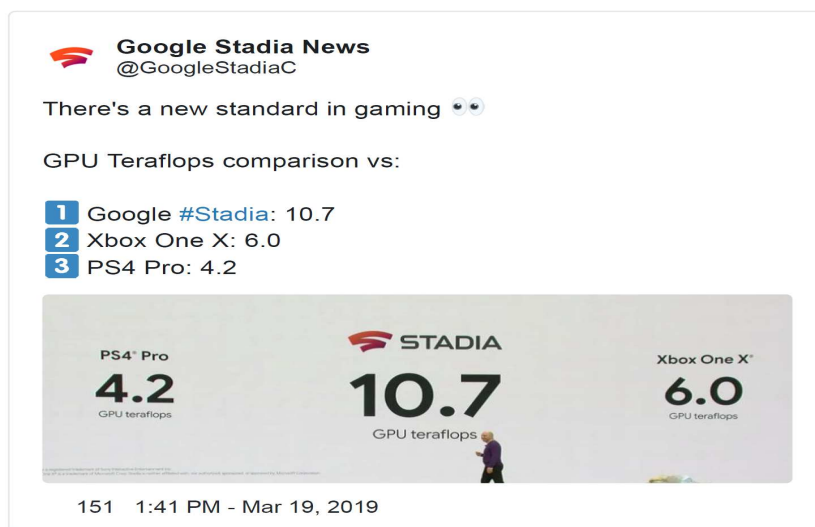 Google Stadia News
@GoogleStadiaC
There's a new standard in gaming 👀
GPU Teraflops comparison vs:
1️⃣ Google #Stadia: 10.7
2️⃣ Xbox One X: 6.0
3️⃣ PS4 Pro: 4.2
PS4® Pro
4.2
GPU teraflops
STADIA
10.7
GPU teraflops
Xbox One X®
6.0
GPU teraflops
151 1:41 PM - Mar 19, 2019